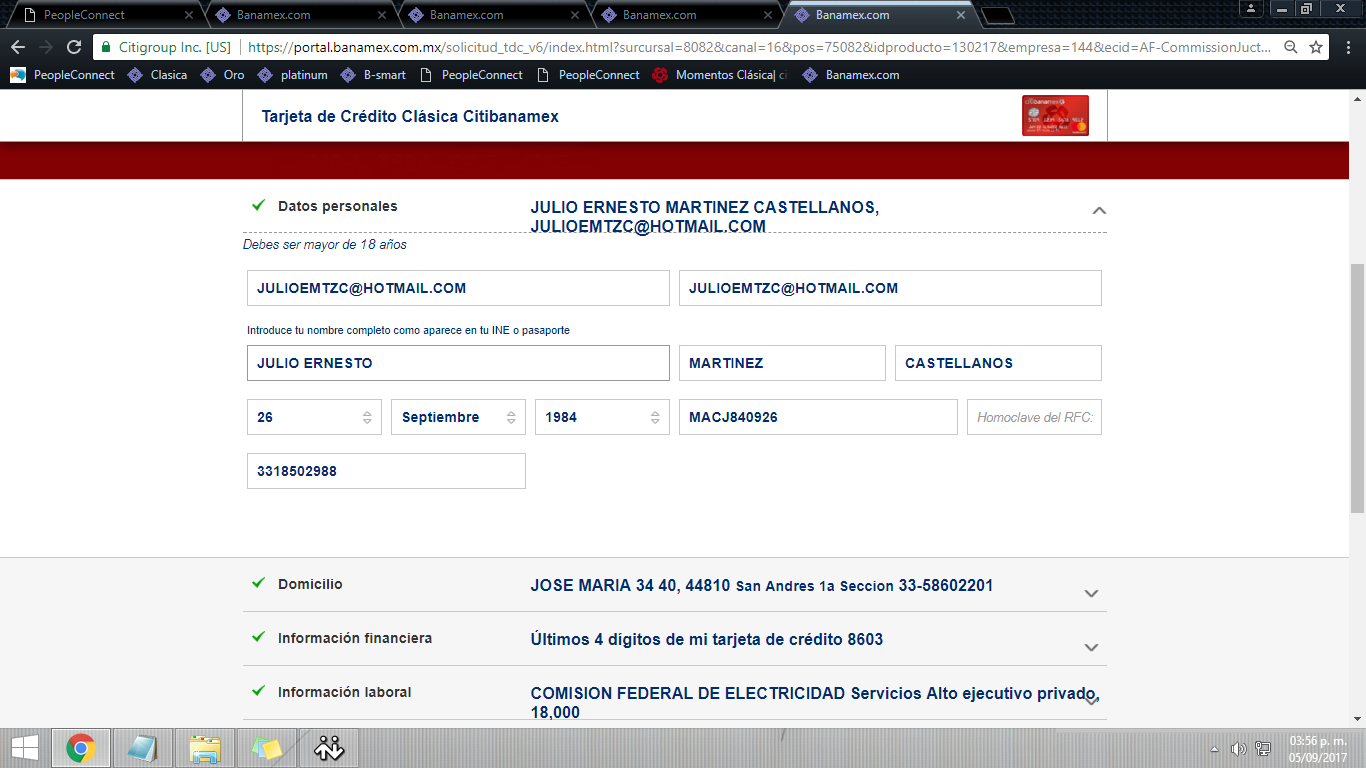 PeopleConnect
Banamex.com
Banamex.com
Banamex.com
Banamex.com
Citigroup Inc. [US]
https://portal.banamex.com.mx/solicitud_tdc_v6/index.html?surcursal=8082&canal=16&pos=75082&idproducto=130217&empresa=144&ecid=AF-CommissionJuct...
PeopleConnect
Clasica
Oro
platinum
B-smart
PeopleConnect
PeopleConnect
Momentos Clásica| ci
Banamex.com
Tarjeta de Crédito Clásica Citibanamex
Datos personales
JULIO ERNESTO MARTINEZ CASTELLANOS,
JULIOEMTZC@HOTMAIL.COM
Debes ser mayor de 18 años
JULIOEMTZC@HOTMAIL.COM
JULIOEMTZC@HOTMAIL.COM
Introduce tu nombre completo como aparece en tu INE o pasaporte
JULIO ERNESTO
MARTINEZ
CASTELLANOS
26
Septiembre
1984
MACJ840926
Homoclave del RFC:
3318502988
Domicilio
JOSE MARIA 34 40, 44810 San Andres 1a Seccion 33-58602201
Información financiera
Últimos 4 dígitos de mi tarjeta de crédito 8603
Información laboral
COMISION FEDERAL DE ELECTRICIDAD Servicios Alto ejecutivo privado,
18,000
03:56 p. m.
05/09/2017